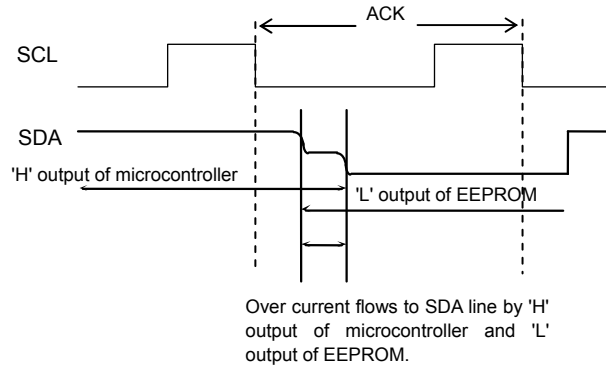 ACK
SCL
SDA
'H' output of microcontroller
'L' output of EEPROM
Over current flows to SDA line by 'H'
output of microcontroller and 'L'
output of EEPROM.